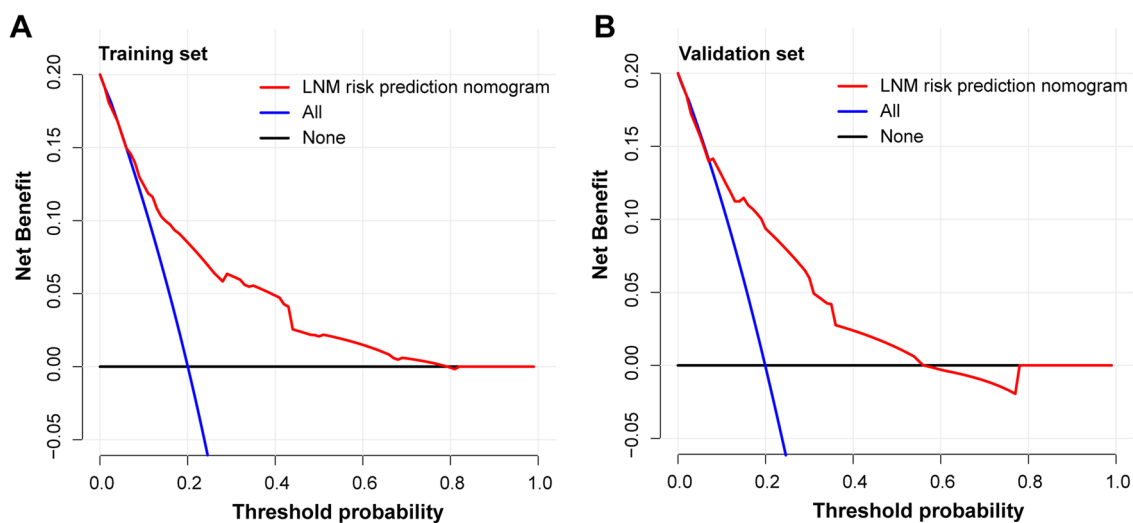 A
Training set
LNM risk prediction nomogram
All
None
Net Benefit
0.20
0.15
0.10
0.05
0.00
−0.05
0.0 0.2 0.4 0.6 0.8 1.0
Threshold probability
B
Validation set
LNM risk prediction nomogram
All
None
Net Benefit
0.20
0.15
0.10
0.05
0.00
−0.05
0.0 0.2 0.4 0.6 0.8 1.0
Threshold probability